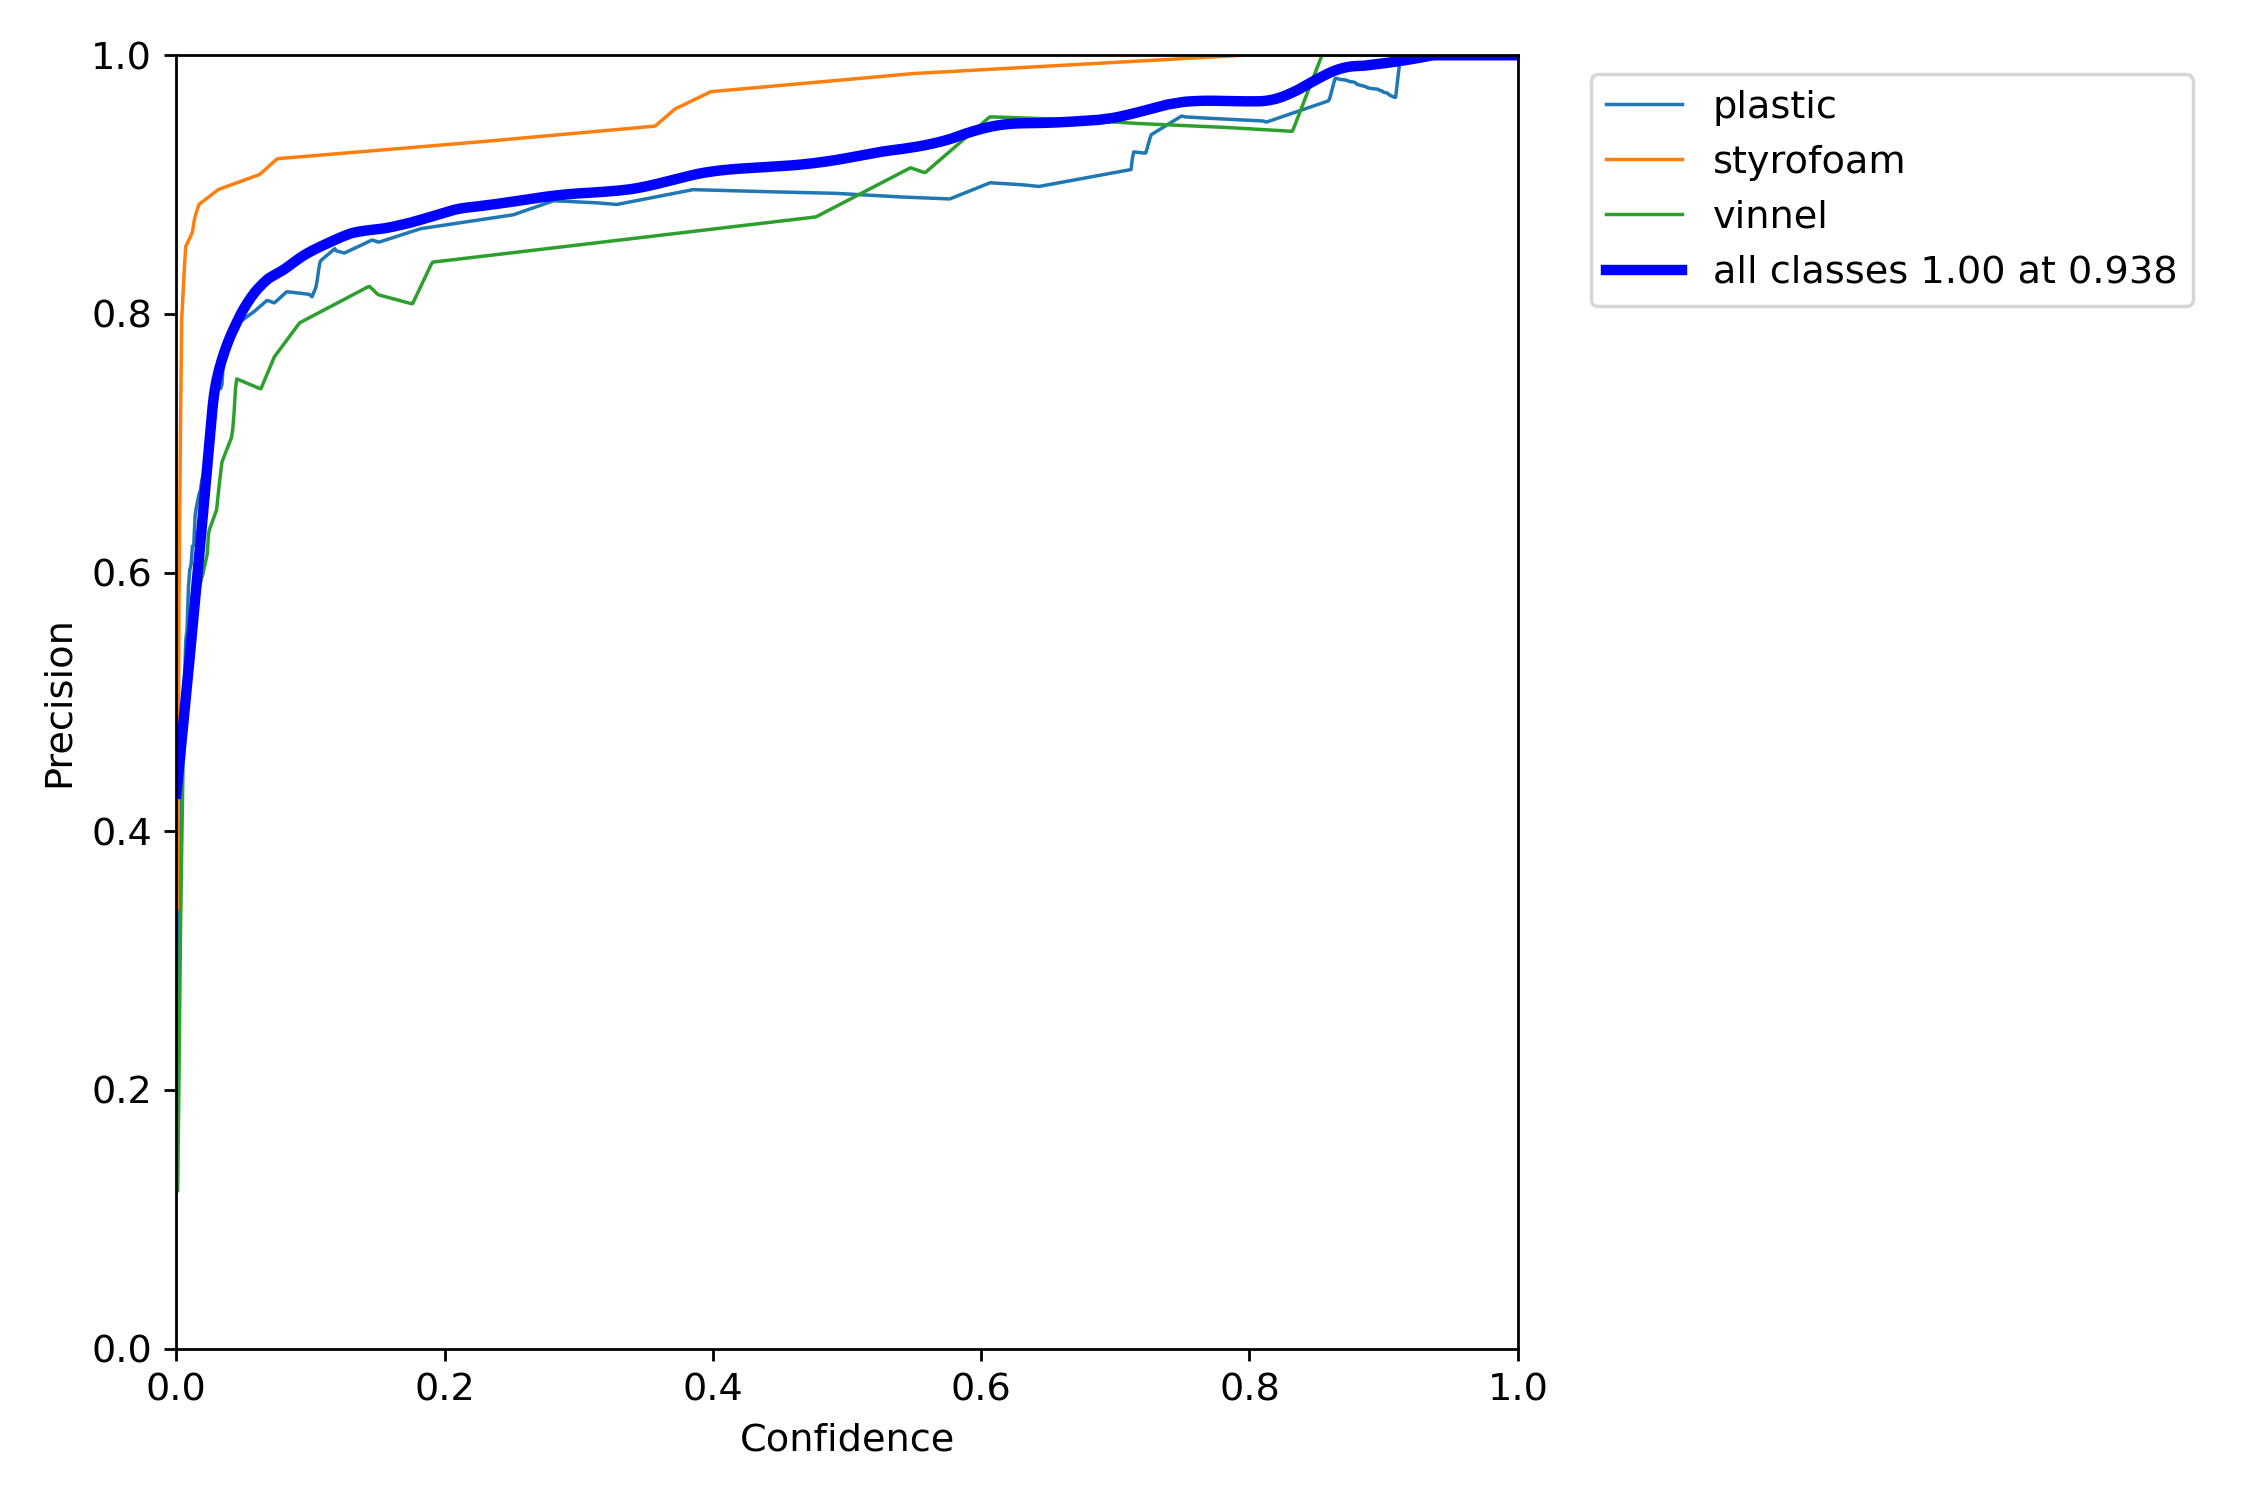 1.0
0.8
0.6
0.4
0.2
0.0
Precision
0.0 0.2 0.4 0.6 0.8 1.0
Confidence
plastic
styrofoam
vinnel
all classes 1.00 at 0.938